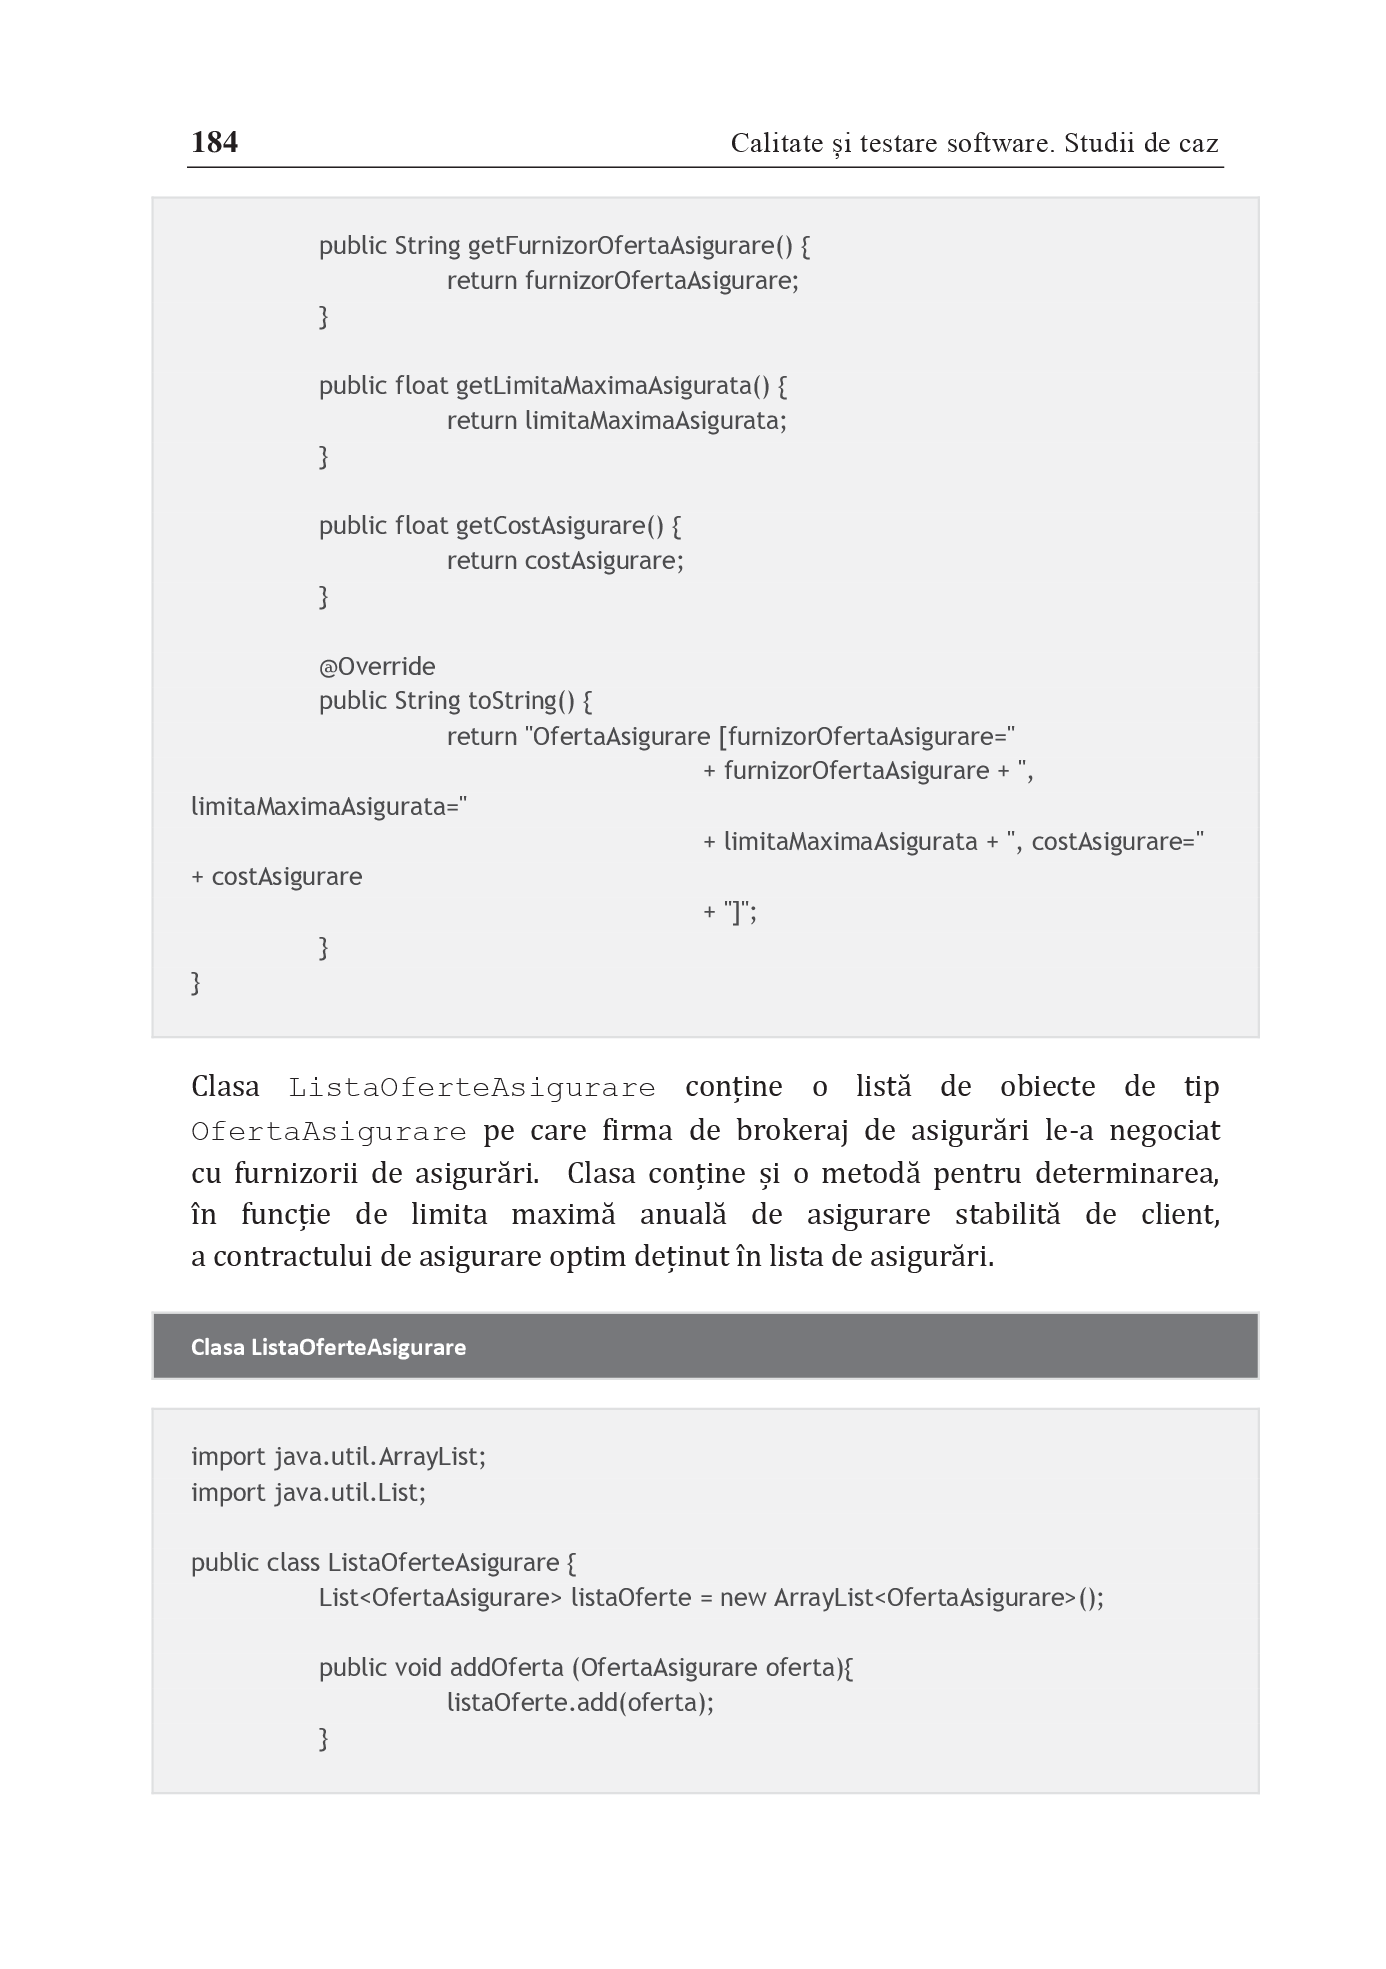 184 Calitate și testare software. Studii de caz
public String getFurnizorOfertaAsigurare() {
return furnizorOfertaAsigurare;
}
public float getLimitaMaximaAsigurata() {
return limitaMaximaAsigurata;
}
public float getCostAsigurare() {
return costAsigurare;
}
@Override
public String toString() {
return "OfertaAsigurare [furnizorOfertaAsigurare="
+ furnizorOfertaAsigurare + ",
limitaMaximaAsigurata="
+ limitaMaximaAsigurata + ", costAsigurare="
+ costAsigurare
+ "]";
}
}
Clasa ListaOferteAsigurare conține o listă de obiecte de tip
OfertaAsigurare pe care firma de brokeraj de asigurări le-a negociat
cu furnizorii de asigurări. Clasa conține și o metodă pentru determinarea,
în funcție de limita maximă anuală de asigurare stabilită de client,
a contractului de asigurare optim deținut în lista de asigurări.
Clasa ListaOferteAsigurare
import java.util.ArrayList;
import java.util.List;
public class ListaOferteAsigurare {
List<OfertaAsigurare> listaOferte = new ArrayList<OfertaAsigurare>();
public void addOferta (OfertaAsigurare oferta){
listaOferte.add(oferta);
}